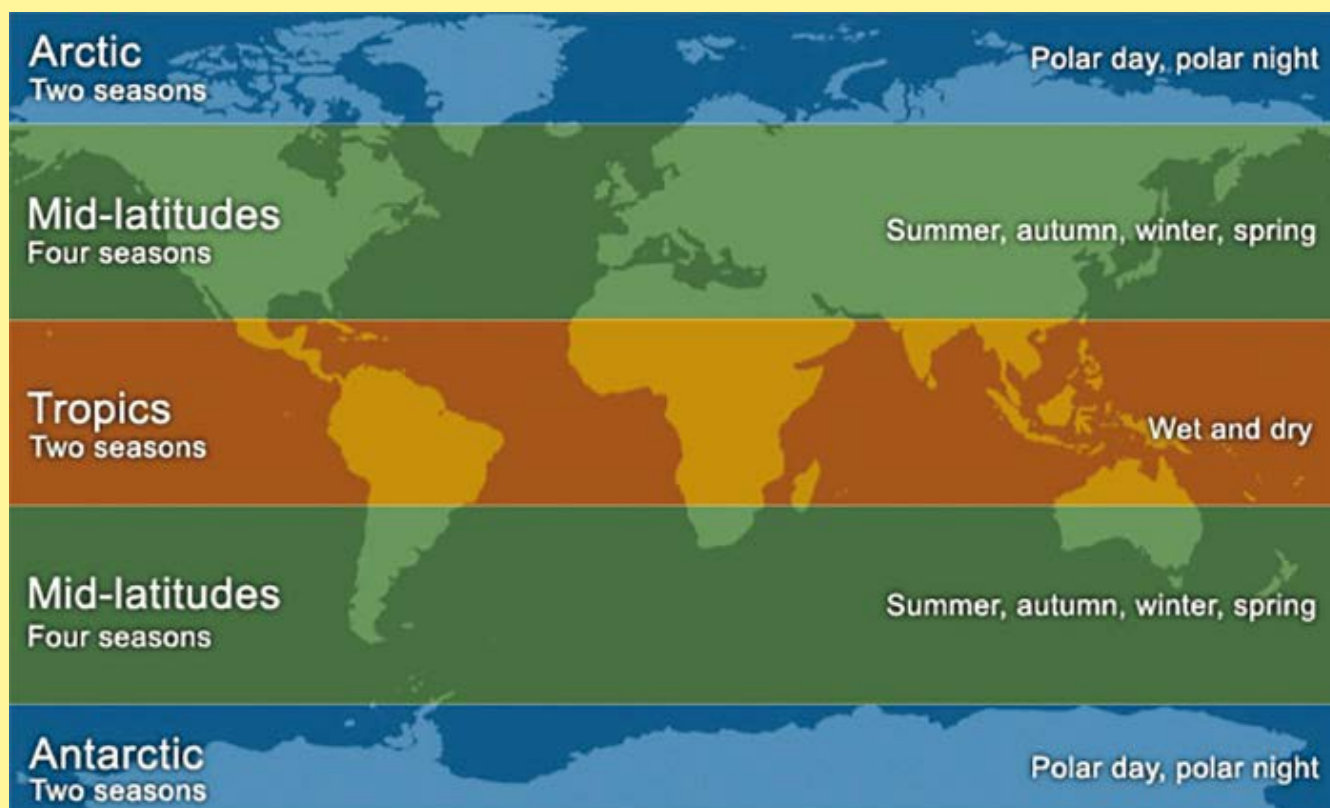 Arctic
Two seasons
Polar day, polar night
Mid-latitudes
Four seasons
Summer, autumn, winter, spring
Tropics
Two seasons
Wet and dry
Mid-latitudes
Four seasons
Summer, autumn, winter, spring
Antarctic
Two seasons
Polar day, polar night